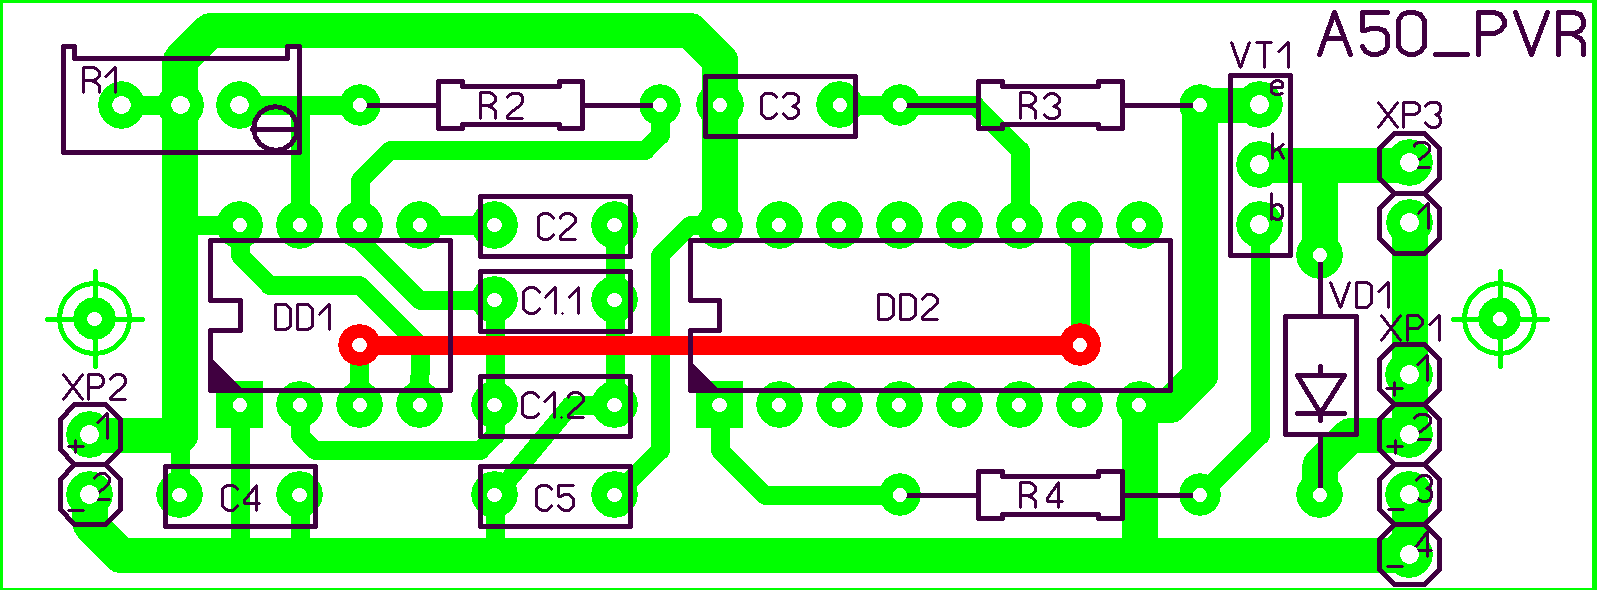 A50_PVR
R1
R2
C3
R3
VT1
e
k
b
XP3
2
1
C2
C1.1
DD1
DD2
VD1
XP1
1
+
2
+
3
-
4
-
XP2
1
+
2
-
C1.2
C4
C5
R4